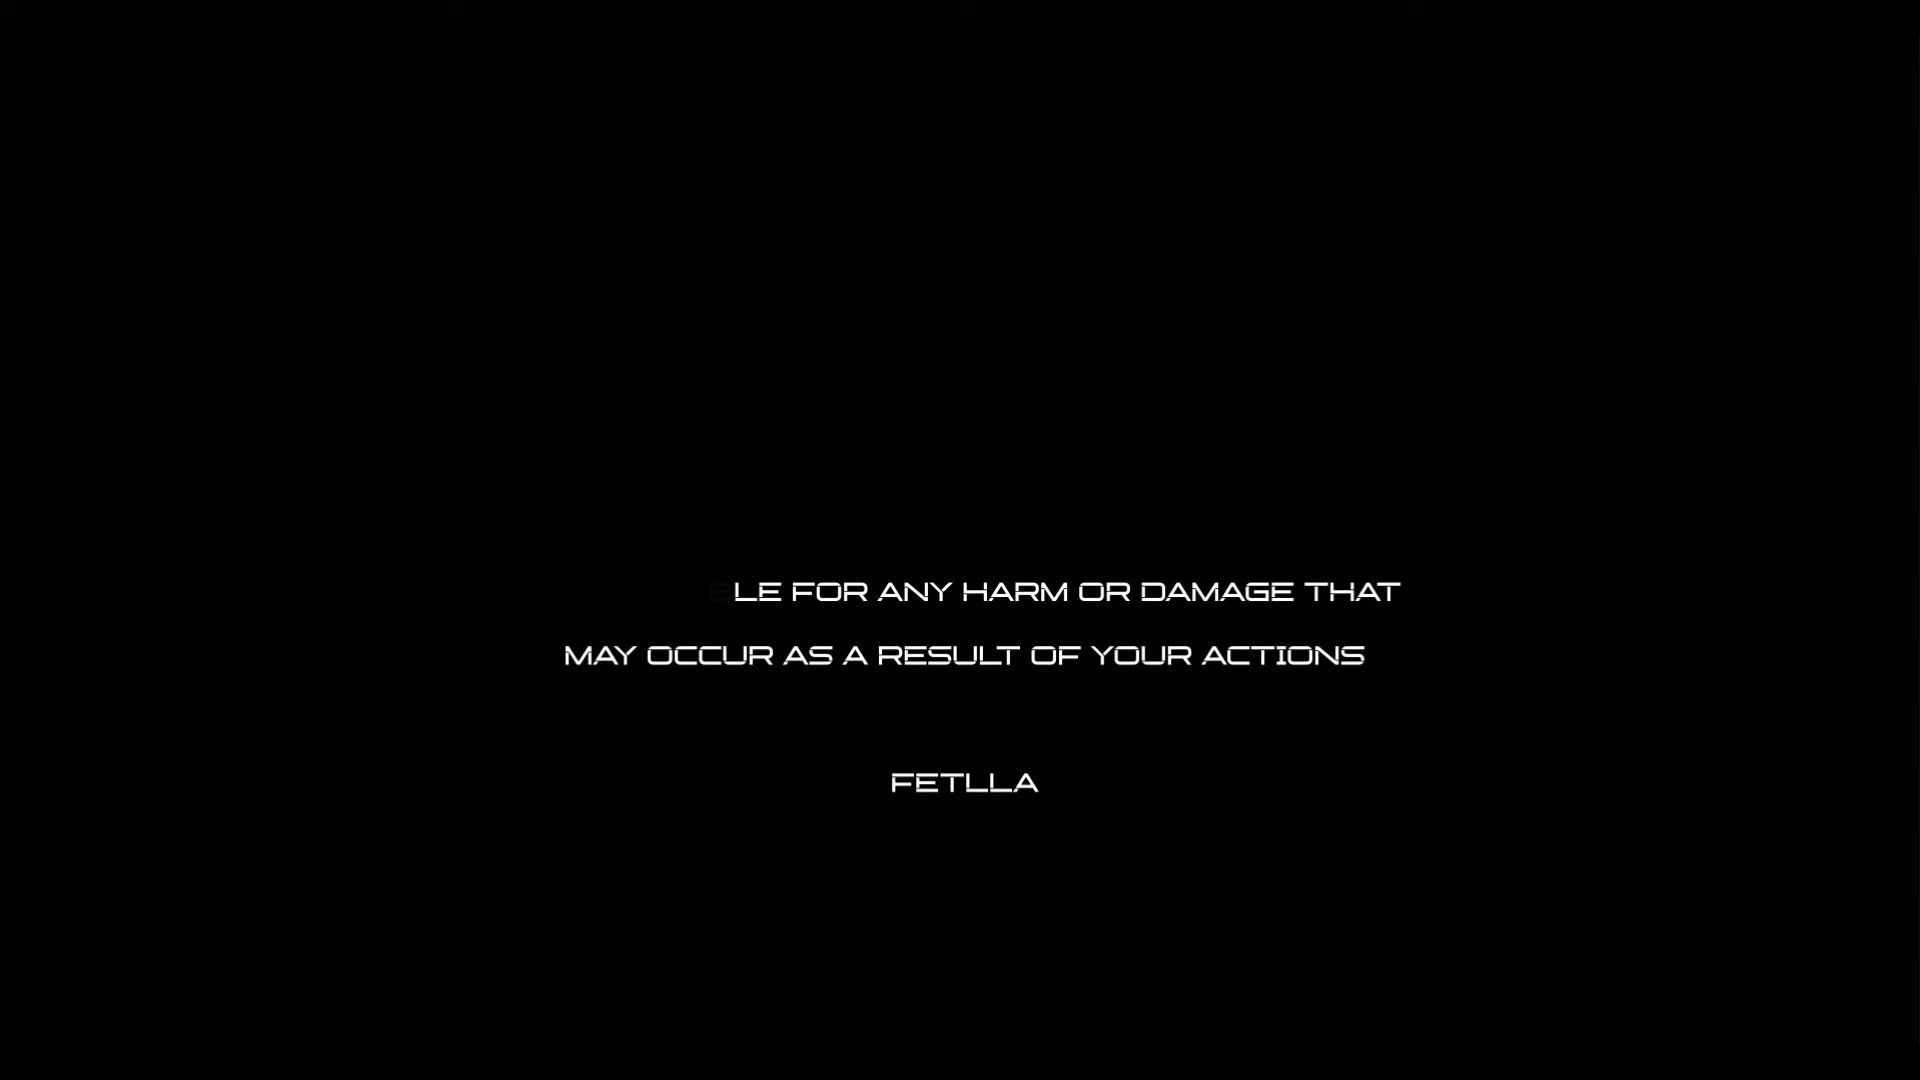 LE FOR ANY HARM OR DAMAGE THAT
MAY OCCUR AS A RESULT OF YOUR ACTIONS
FETLLA